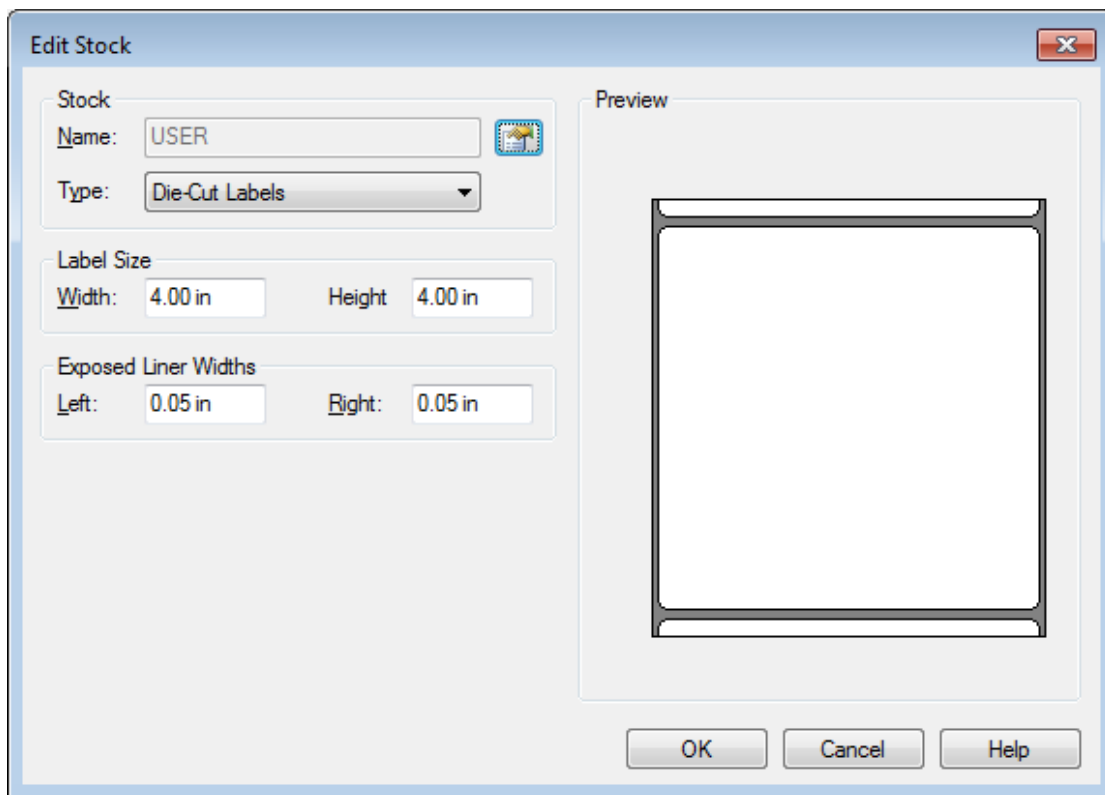 Edit Stock
Stock
Name: USER
Type: Die-Cut Labels
Label Size
Width: 4.00 in Height 4.00 in
Exposed Liner Widths
Left: 0.05 in Right: 0.05 in
Preview
OK Cancel Help